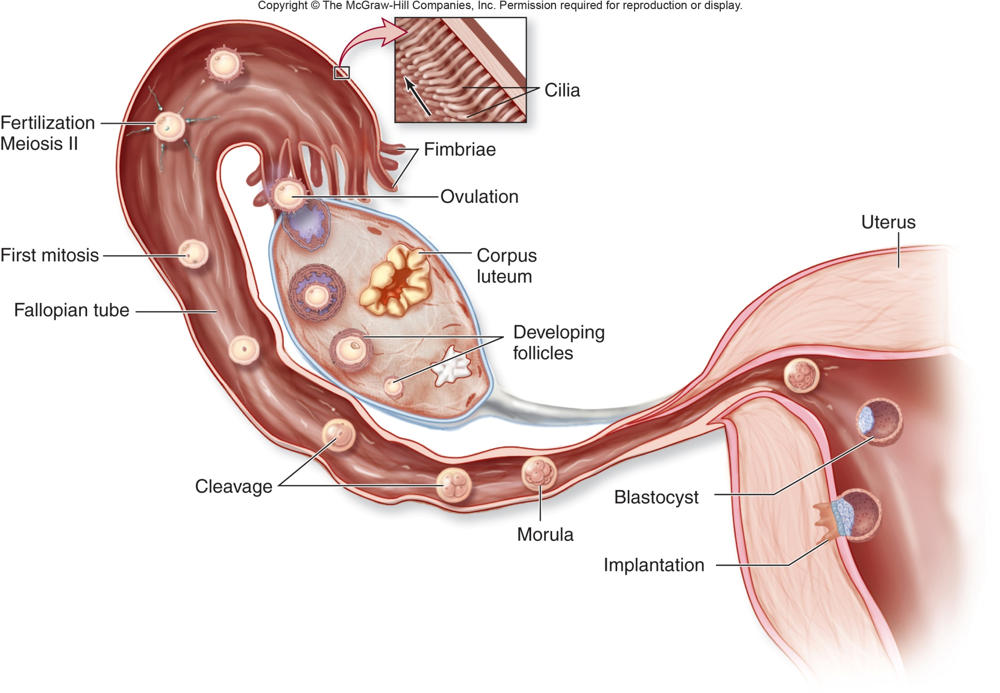 Copyright © The McGraw-Hill Companies, Inc. Permission required for reproduction or display.
Cilia
Fertilization
Meiosis II
Fimbriae
Ovulation
Uterus
First mitosis
Corpus
luteum
Fallopian tube
Developing
follicles
Cleavage
Blastocyst
Morula
Implantation